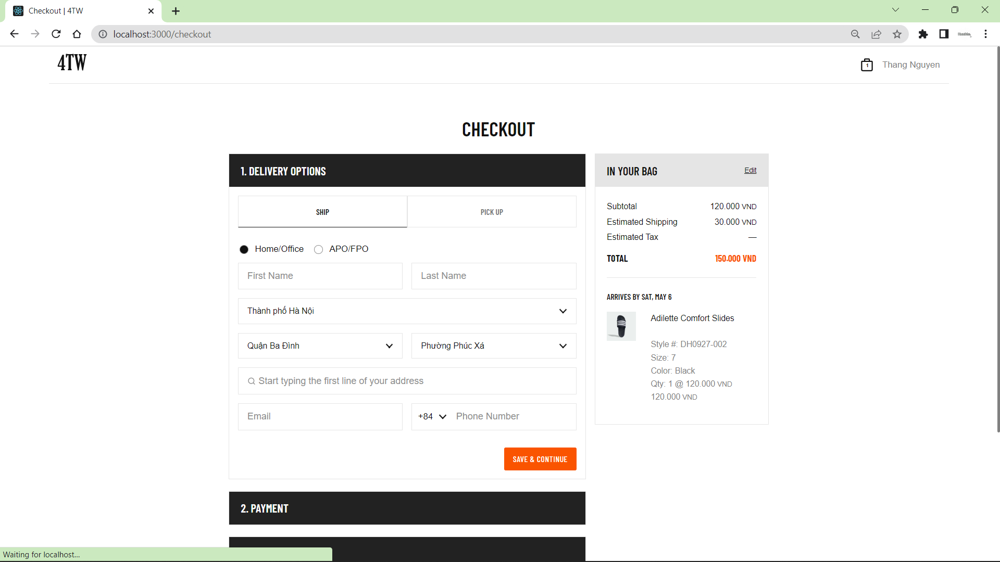 Checkout | 4TW
localhost:3000/checkout
4TW
1
Thang Nguyen
CHECKOUT
1. DELIVERY OPTIONS
SHIP
PICK UP
Home/Office
APO/FPO
First Name
Last Name
Thành phố Hà Nội
Quận Ba Đình
Phường Phúc Xá
Start typing the first line of your address
Email
+84
Phone Number
SAVE & CONTINUE
2. PAYMENT
IN YOUR BAG
Edit
Subtotal 120.000 VND
Estimated Shipping 30.000 VND
Estimated Tax —
TOTAL 150.000 VND
ARRIVES BY SAT, MAY 6
Adilette Comfort Slides
Style #: DH0927-002
Size: 7
Color: Black
Qty: 1 @ 120.000 VND
120.000 VND
Waiting for localhost...